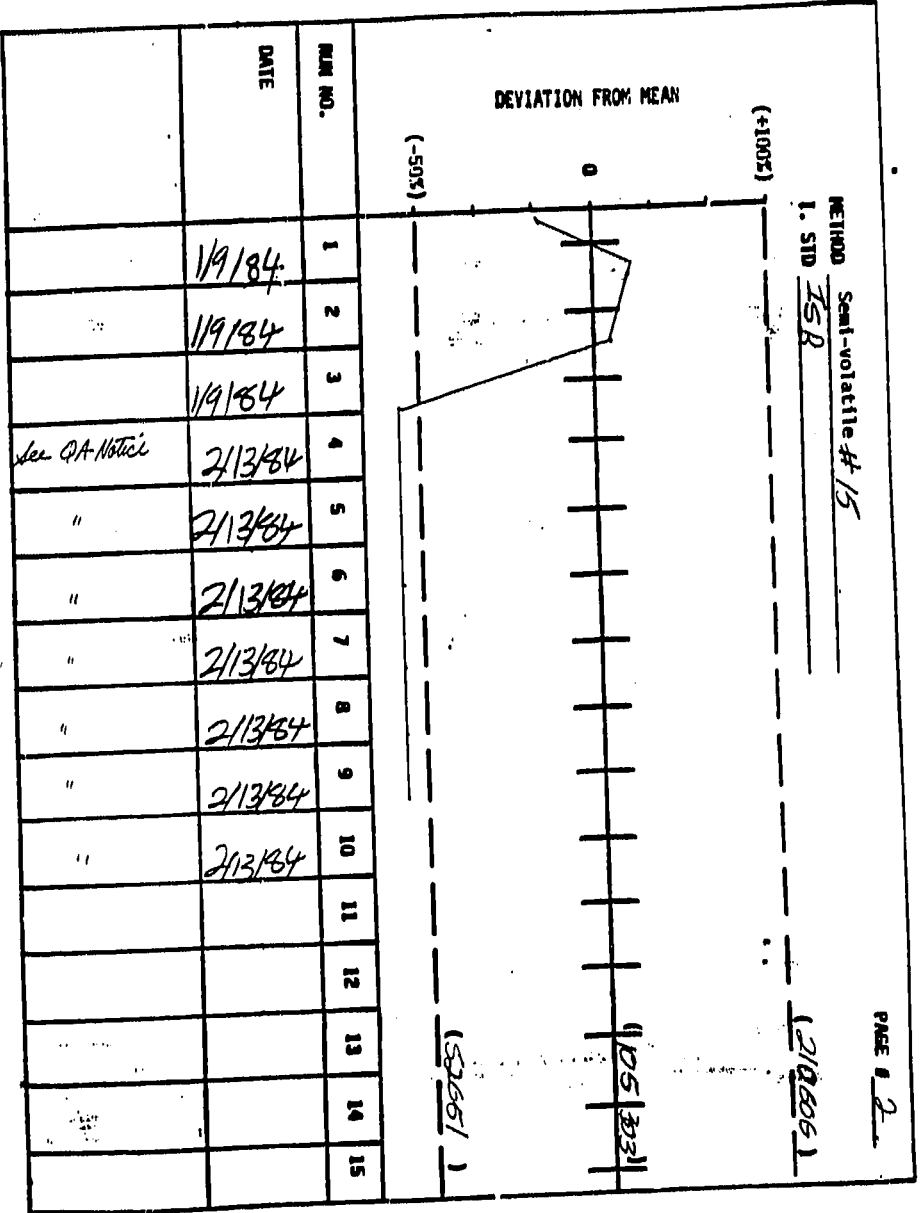 PAGE # 2
METHOD Semi-volatile # 15
I. STD ISB
(+100%)
(210606)
DEVIATION FROM MEAN
0
(105303)
(-50%)
(52651)
RUN NO. 1 2 3 4 5 6 7 8 9 10 11 12 13 14 15
DATE 1/9/84 1/9/84 1/9/84 2/13/84 2/13/84 2/13/84 2/13/84 2/13/84 2/13/84 2/13/84
See QA Notice " " " " " "